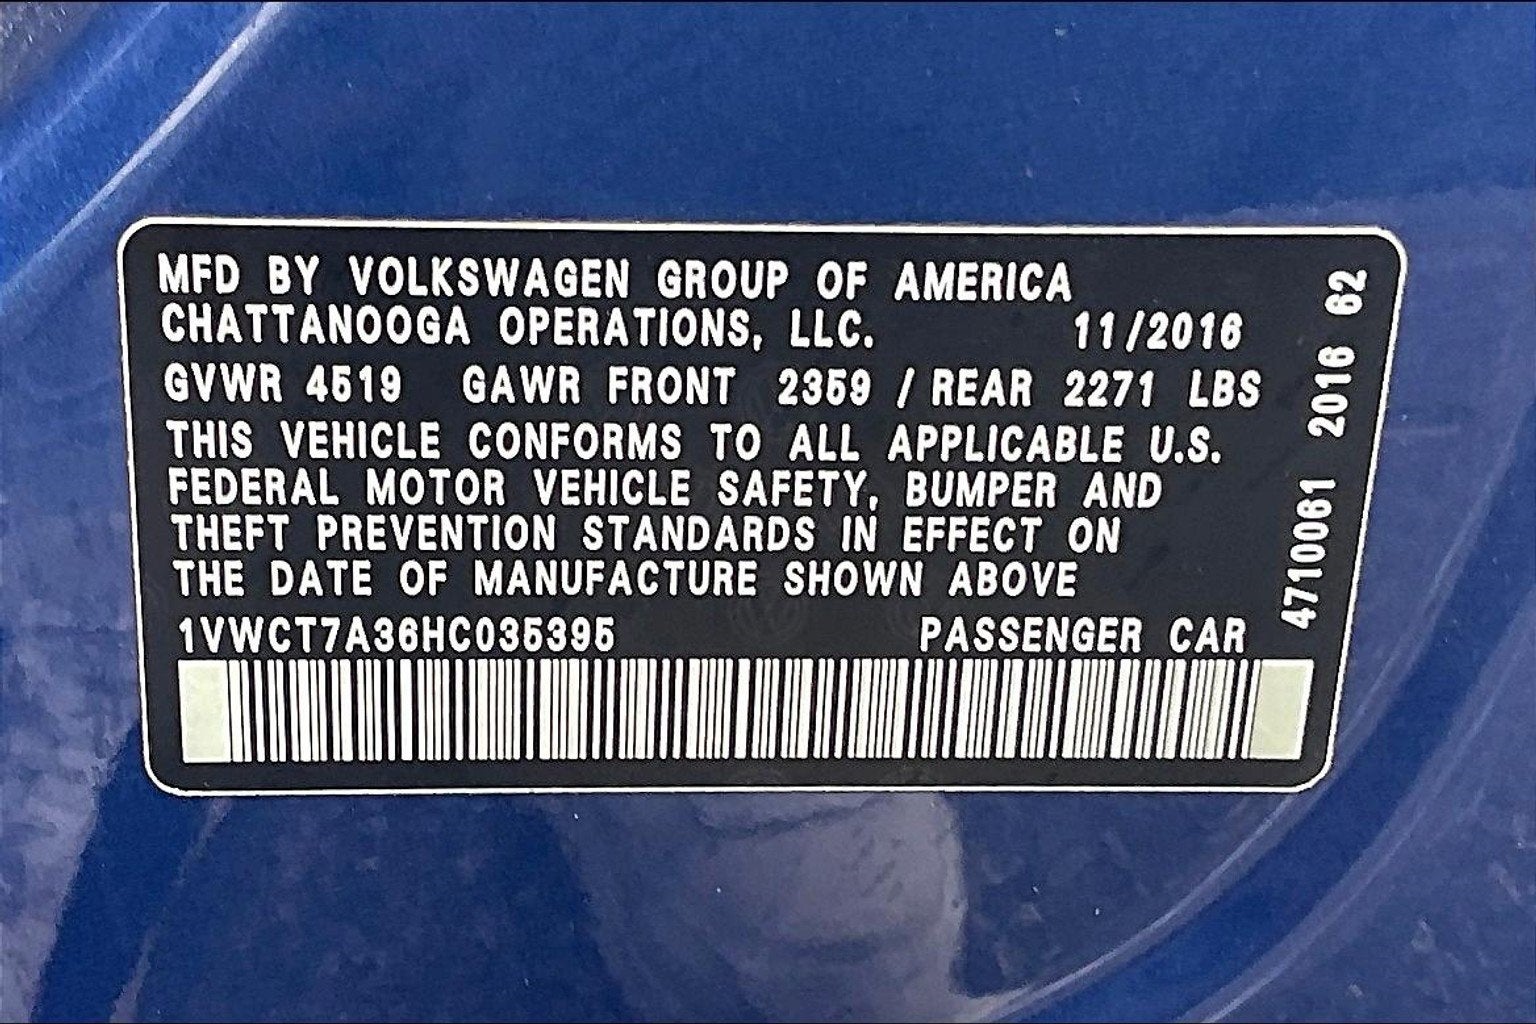 MFD BY VOLKSWAGEN GROUP OF AMERICA
CHATTANOOGA OPERATIONS, LLC. 11/2016
GVWR 4519 GAWR FRONT 2359 / REAR 2271 LBS
THIS VEHICLE CONFORMS TO ALL APPLICABLE U.S.
FEDERAL MOTOR VEHICLE SAFETY, BUMPER AND
THEFT PREVENTION STANDARDS IN EFFECT ON
THE DATE OF MANUFACTURE SHOWN ABOVE
1VWCT7A36HC035395 PASSENGER CAR
4710061 2016 62